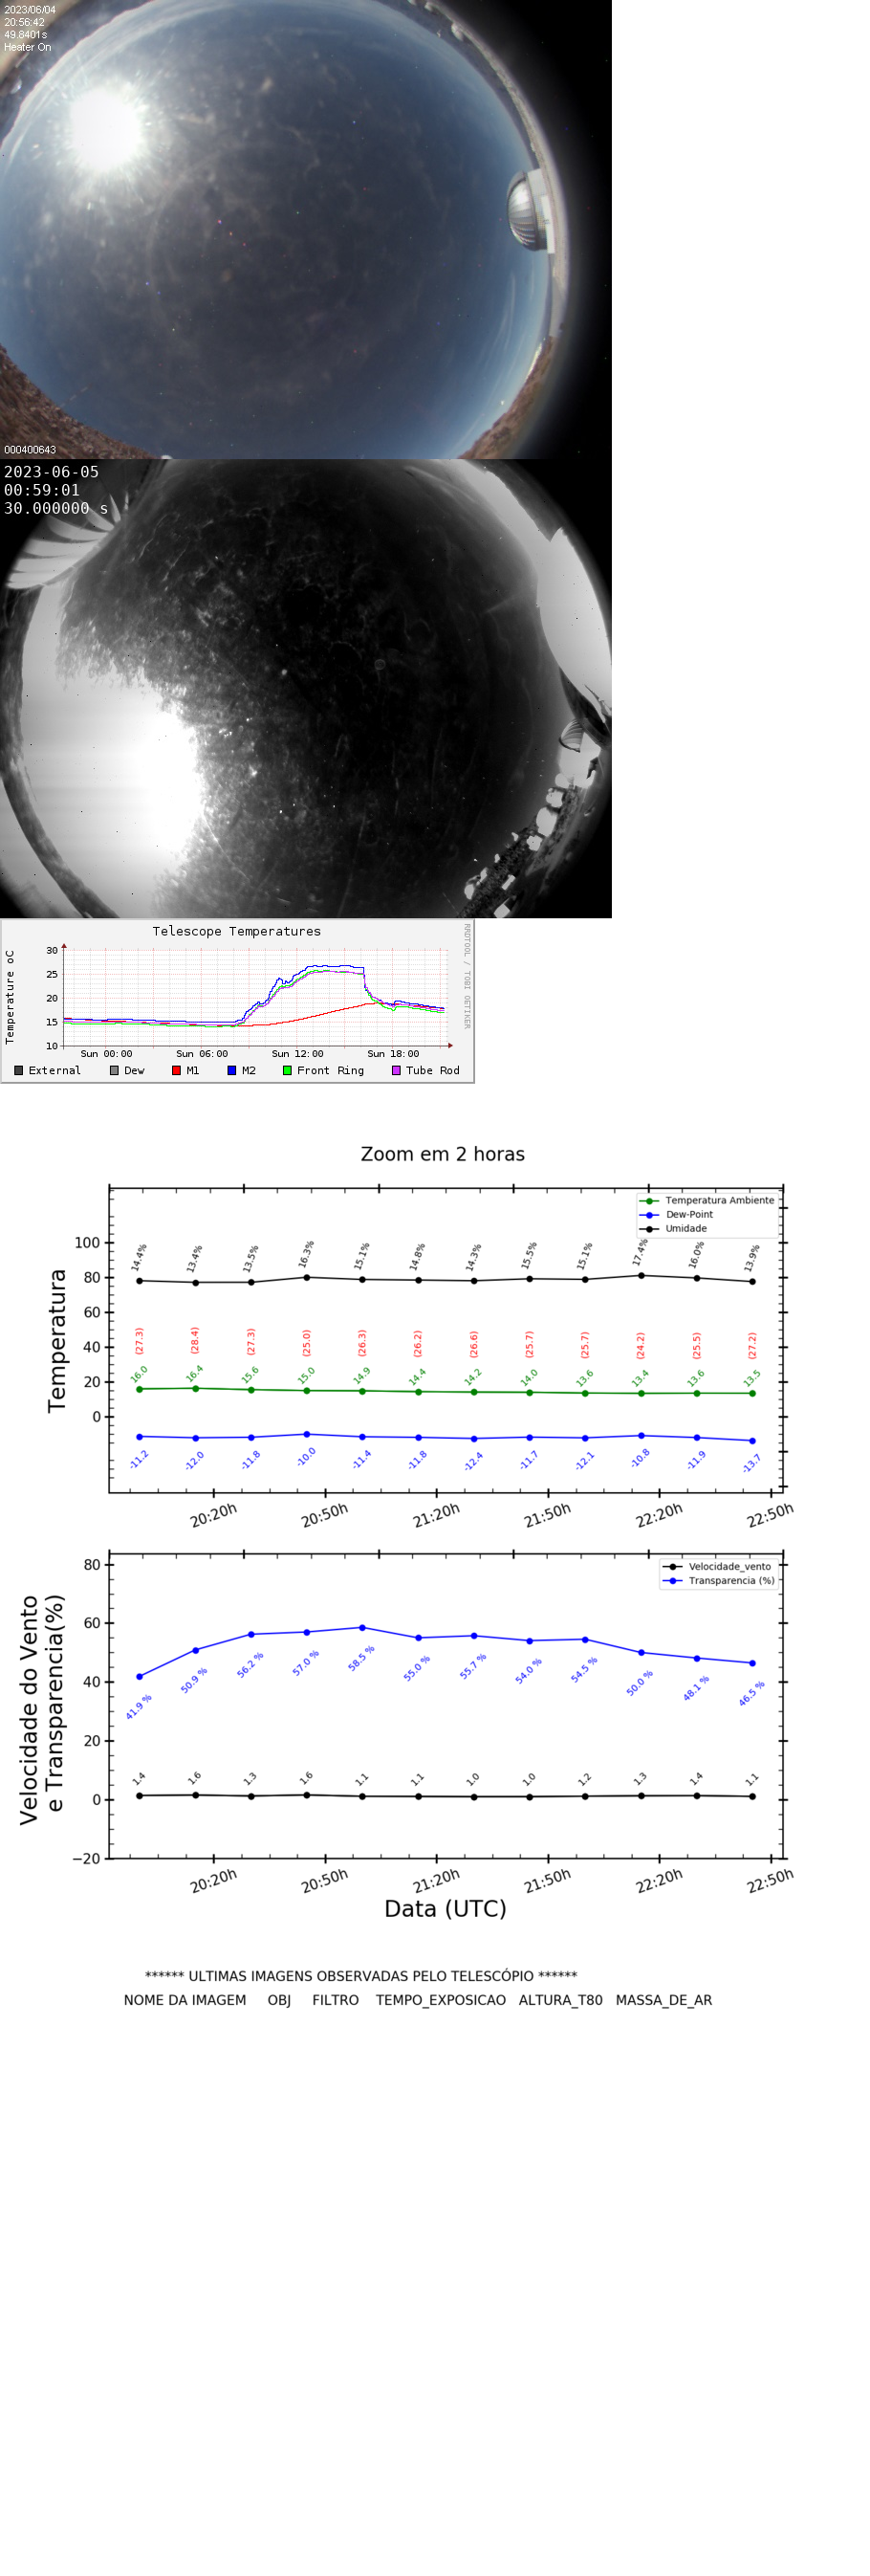 2023/06/04
20:56:42
49.8401s
Heater On
000400643
2023-06-05
00:59:01
30.000000 s
Telescope Temperatures
RRDTOOL / TOBI OETIKER
Temperature oC
30
25
20
15
10
Sun 00:00 Sun 06:00 Sun 12:00 Sun 18:00
External Dew M1 M2 Front Ring Tube Rod
Zoom em 2 horas
Temperatura
Temperatura Ambiente
Dew-Point
Umidade
100
80
60
40
20
0
14.4% 13.4% 13.5% 16.3% 15.1% 14.8% 14.3% 15.5% 15.1% 17.4% 16.0% 13.9%
(27.3) (28.4) (27.3) (25.0) (26.3) (26.2) (26.6) (25.7) (25.7) (24.2) (25.5) (27.2)
16.0 16.4 15.6 15.0 14.9 14.4 14.2 14.0 13.6 13.4 13.6 13.5
-11.2 -12.0 -11.8 -10.0 -11.4 -11.8 -12.4 -11.7 -12.1 -10.8 -11.9 -13.7
20:20h 20:50h 21:20h 21:50h 22:20h 22:50h
Velocidade do Vento
e Transparencia(%)
Velocidade_vento
Transparencia (%)
80
60
40
20
0
−20
41.9 % 50.9 % 56.2 % 57.0 % 58.5 % 55.0 % 55.7 % 54.0 % 54.5 % 50.0 % 48.1 % 46.5 %
1.4 1.6 1.3 1.6 1.1 1.1 1.0 1.0 1.2 1.3 1.4 1.1
20:20h 20:50h 21:20h 21:50h 22:20h 22:50h
Data (UTC)
****** ULTIMAS IMAGENS OBSERVADAS PELO TELESCÓPIO ******
NOME DA IMAGEM OBJ FILTRO TEMPO_EXPOSICAO ALTURA_T80 MASSA_DE_AR